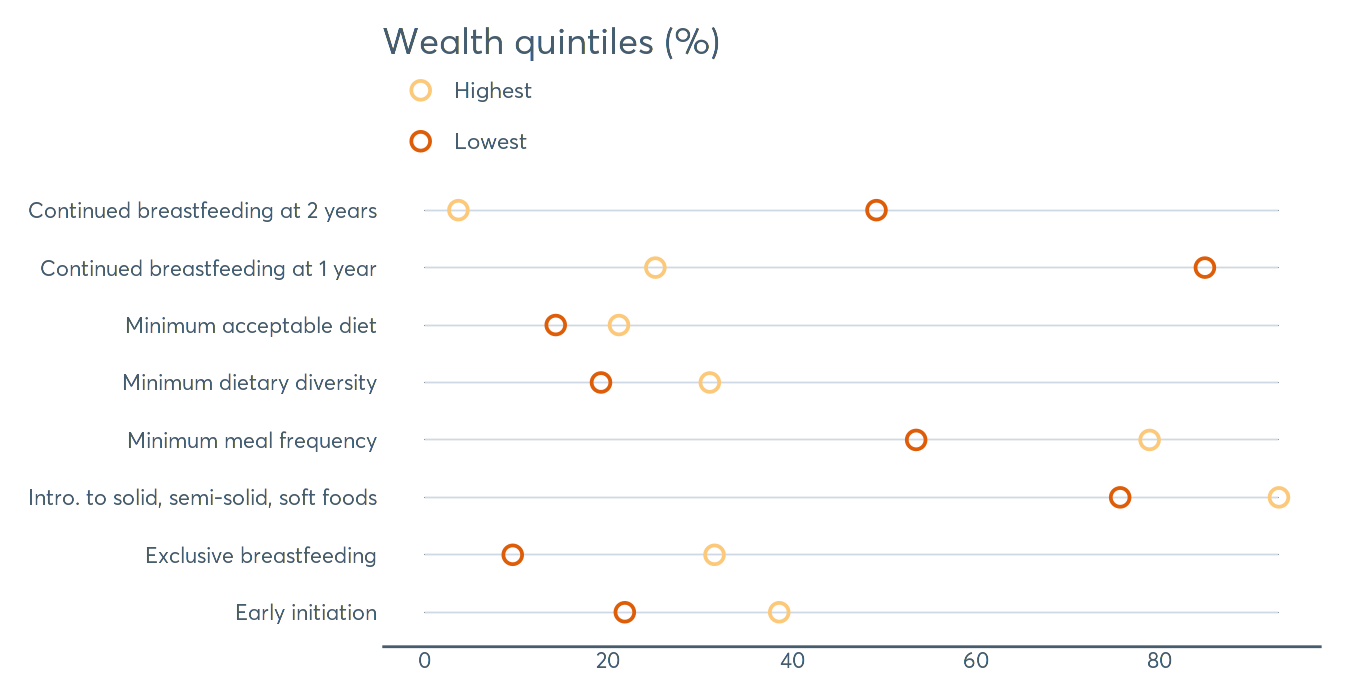 Wealth quintiles (%)
Highest
Lowest
Continued breastfeeding at 2 years
Continued breastfeeding at 1 year
Minimum acceptable diet
Minimum dietary diversity
Minimum meal frequency
Intro. to solid, semi-solid, soft foods
Exclusive breastfeeding
Early initiation
0 20 40 60 80